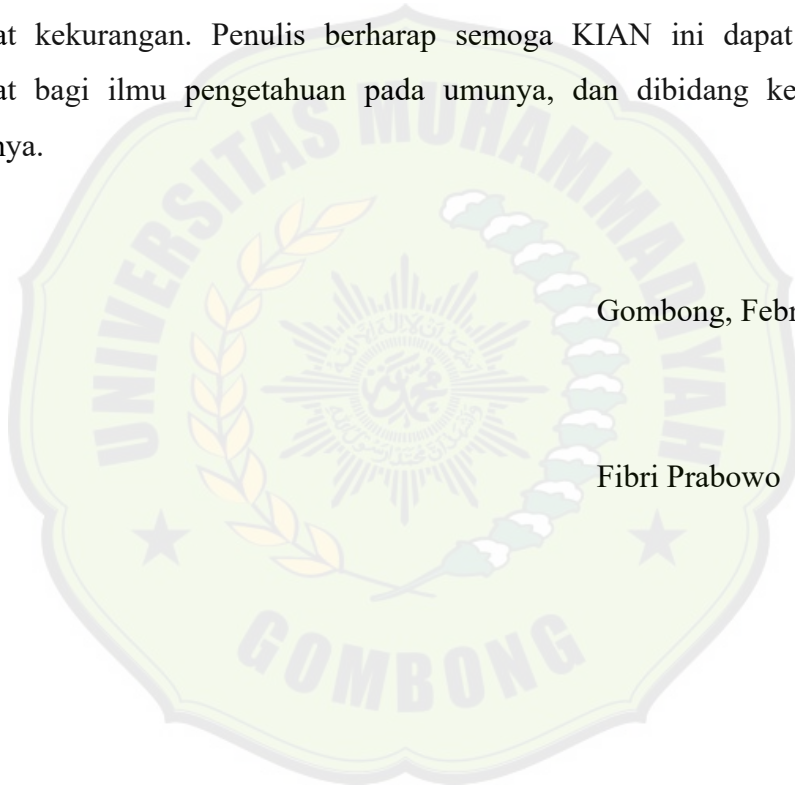 at kekurangan. Penulis berharap semoga KIAN ini dapat
at bagi ilmu pengetahuan pada umunya, dan dibidang ke
nya.
Gombong, Febr
Fibri Prabowo
UNIVERSITAS MUHAMMADIYAH
GOMBONG